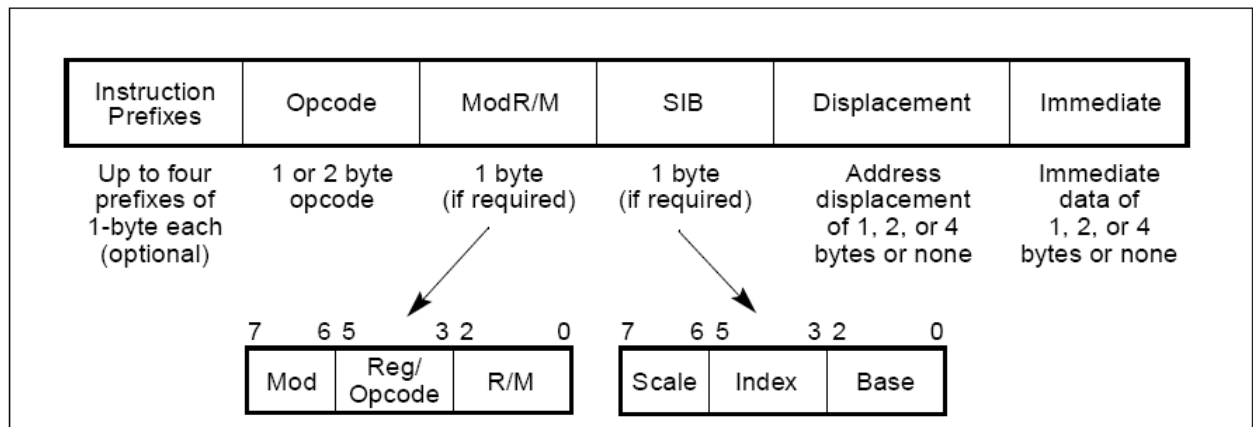 Instruction
Prefixes
Opcode
ModR/M
SIB
Displacement
Immediate
Up to four
prefixes of
1-byte each
(optional)
1 or 2 byte
opcode
1 byte
(if required)
1 byte
(if required)
Address
displacement
of 1, 2, or 4
bytes or none
Immediate
data of
1, 2, or 4
bytes or none
7 6 5 3 2 0
Mod
Reg/
Opcode
R/M
7 6 5 3 2 0
Scale
Index
Base